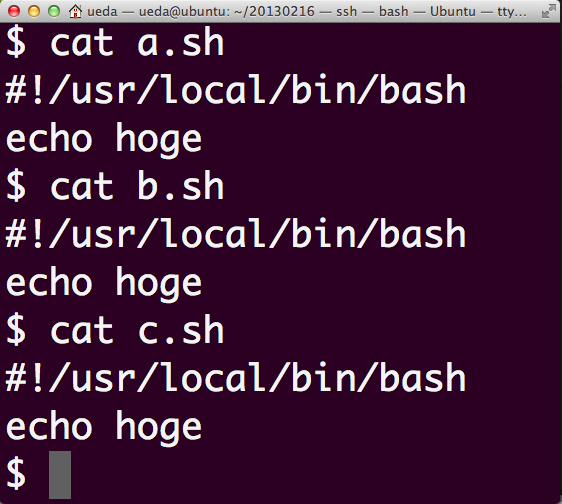 ueda — ueda@ubuntu: ~/20130216 — ssh — bash — Ubuntu — tty...
$ cat a.sh
#!/usr/local/bin/bash
echo hoge
$ cat b.sh
#!/usr/local/bin/bash
echo hoge
$ cat c.sh
#!/usr/local/bin/bash
echo hoge
$